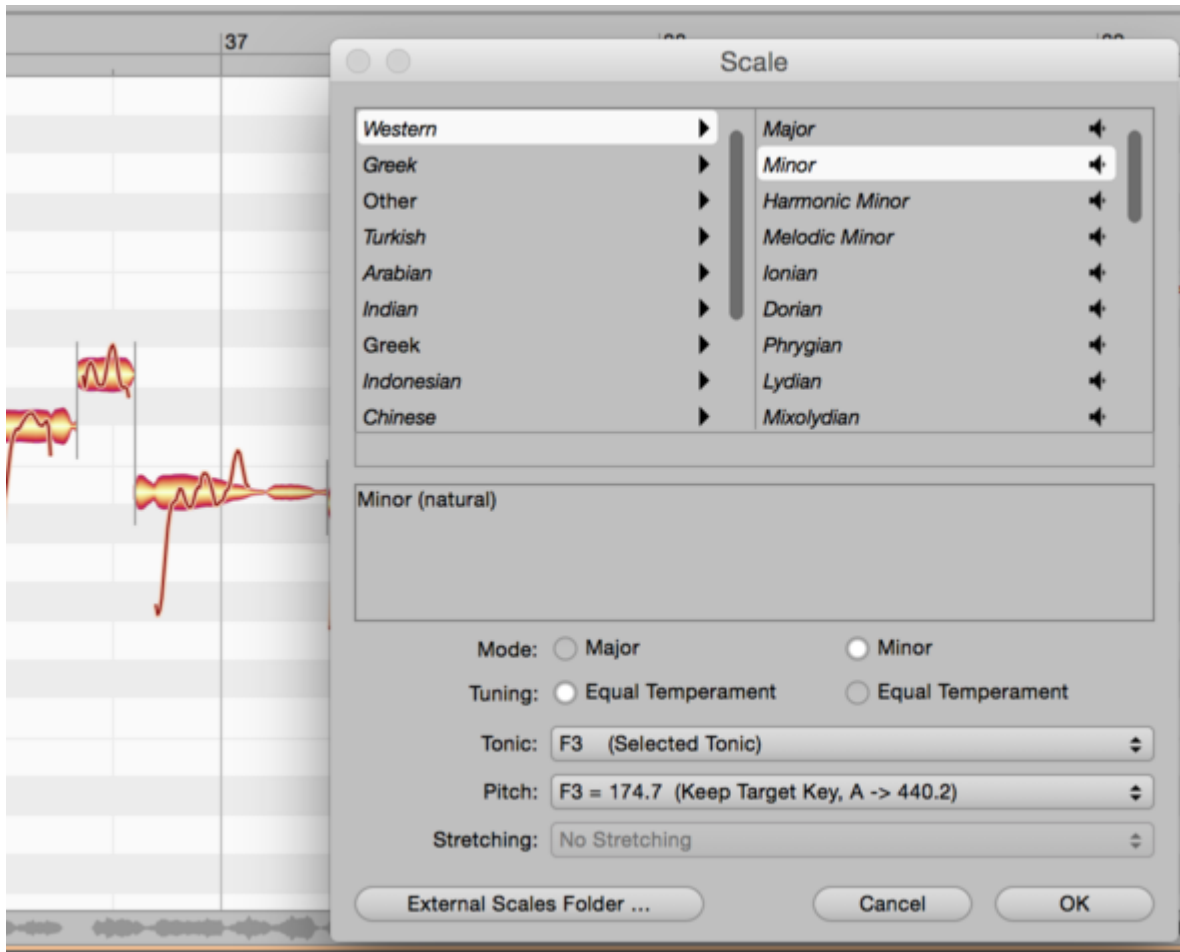 37
Scale
Western
Greek
Other
Turkish
Arabian
Indian
Greek
Indonesian
Chinese
Major
Minor
Harmonic Minor
Melodic Minor
Ionian
Dorian
Phrygian
Lydian
Mixolydian
Minor (natural)
Mode: Major Minor
Tuning: Equal Temperament Equal Temperament
Tonic: F3 (Selected Tonic)
Pitch: F3 = 174.7 (Keep Target Key, A -> 440.2)
Stretching: No Stretching
External Scales Folder ... Cancel OK